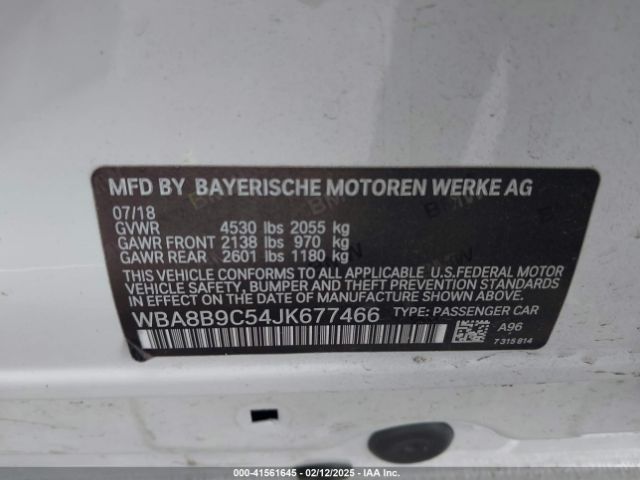 MFD BY BAYERISCHE MOTOREN WERKE AG
07/18
GVWR 4530 lbs 2055 kg
GAWR FRONT 2138 lbs 970 kg
GAWR REAR 2601 lbs 1180 kg
THIS VEHICLE CONFORMS TO ALL APPLICABLE U.S.FEDERAL MOTOR
VEHICLE SAFETY, BUMPER AND THEFT PREVENTION STANDARDS IN
EFFECT ON THE DATE OF MANUFACTURE SHOWN ABOVE.
WBA8B9C54JK677466 TYPE: PASSENGER CAR
A96
7 315 814
000-41561645 - 02/12/2025 - IAAI.COM